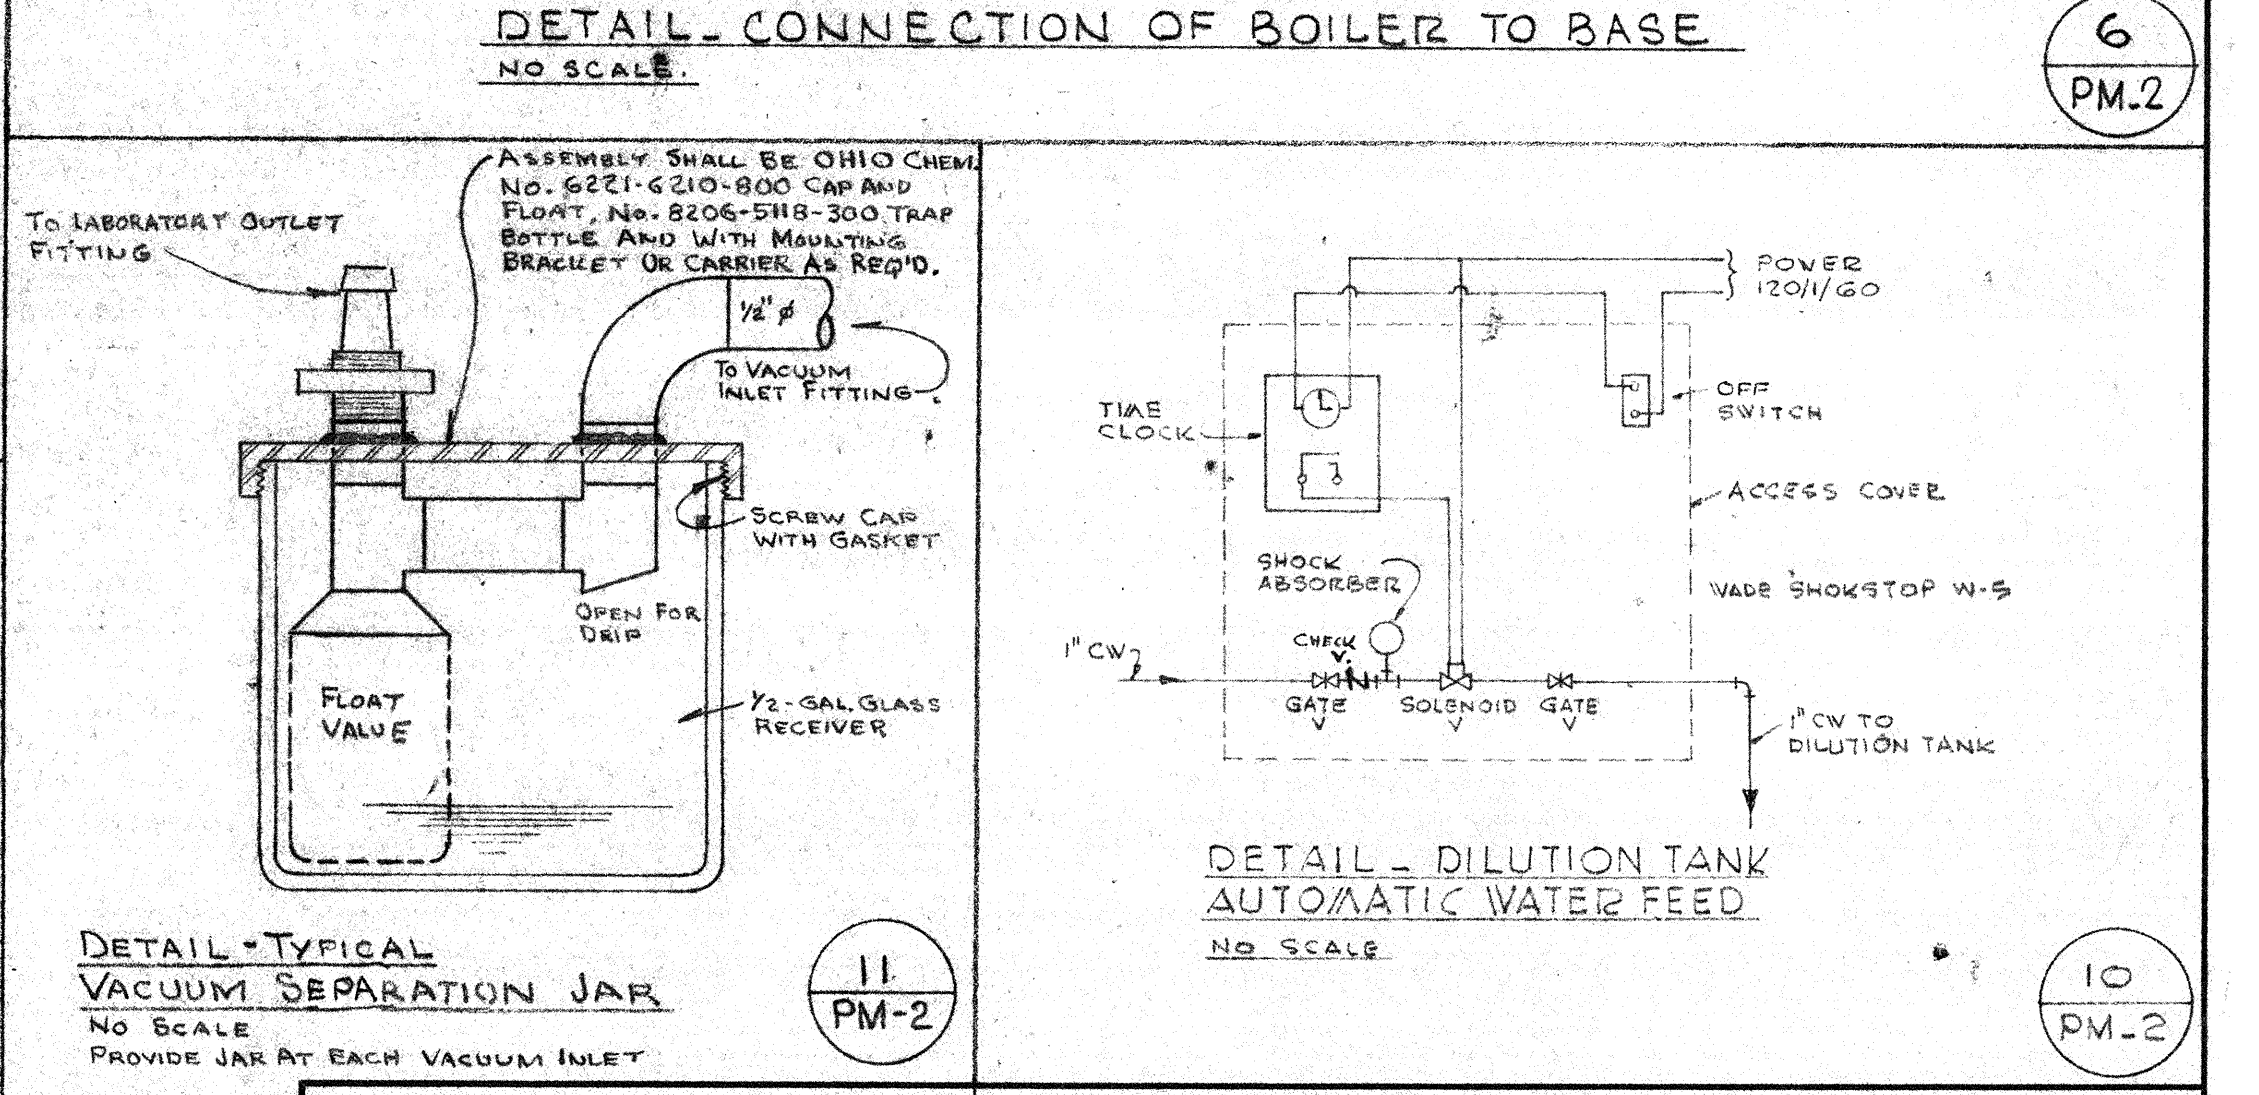 DETAIL - CONNECTION OF BOILER TO BASE
NO SCALE.
6
PM-2
ASSEMBLY SHALL BE OHIO CHEM.
NO. 6221-6210-800 CAP AND
FLOAT, NO. 8206-5118-300 TRAP
BOTTLE AND WITH MOUNTING
BRACKET OR CARRIER AS REQ'D.
TO LABORATORY OUTLET
FITTING
1/2" φ
TO VACUUM
INLET FITTING
SCREW CAP
WITH GASKET
OPEN FOR
DRIP
FLOAT
VALUE
1/2-GAL. GLASS
RECEIVER
DETAIL - TYPICAL
VACUUM SEPARATION JAR
NO SCALE
PROVIDE JAR AT EACH VACUUM INLET
11
PM-2
POWER
120/1/60
TIME
CLOCK
OFF
SWITCH
ACCESS COVER
SHOCK
ABSORBER
WADE SHOKSTOP W-5
CHECK
V.
1" CW
GATE
V
SOLENOID
V
GATE
V
1" CW TO
DILUTION TANK
DETAIL - DILUTION TANK
AUTOMATIC WATER FEED
NO SCALE
10
PM-2